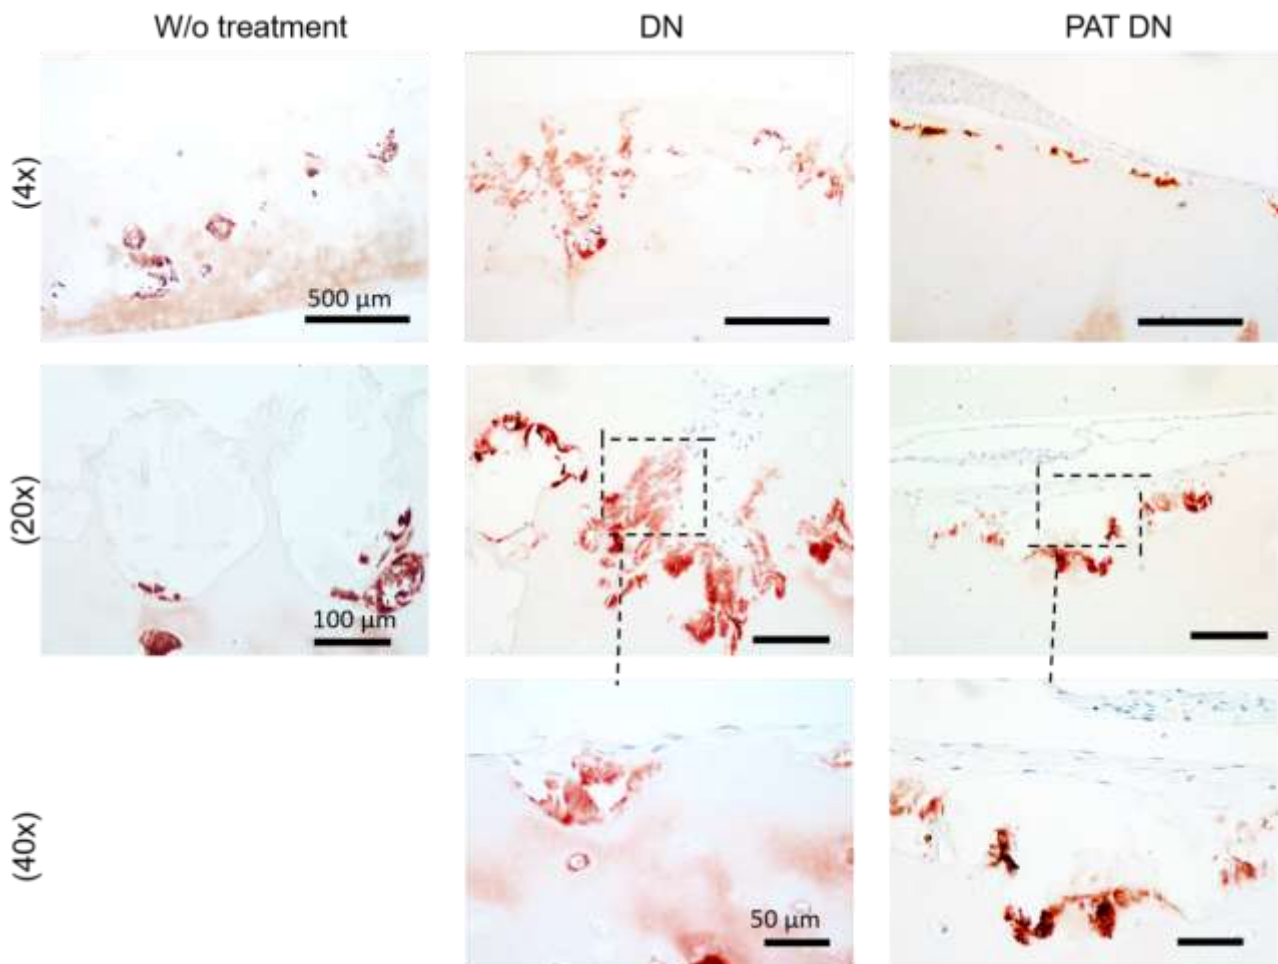 W/o treatment DN PAT DN
(4x)
500 µm
(20x)
100 µm
(40x)
50 µm